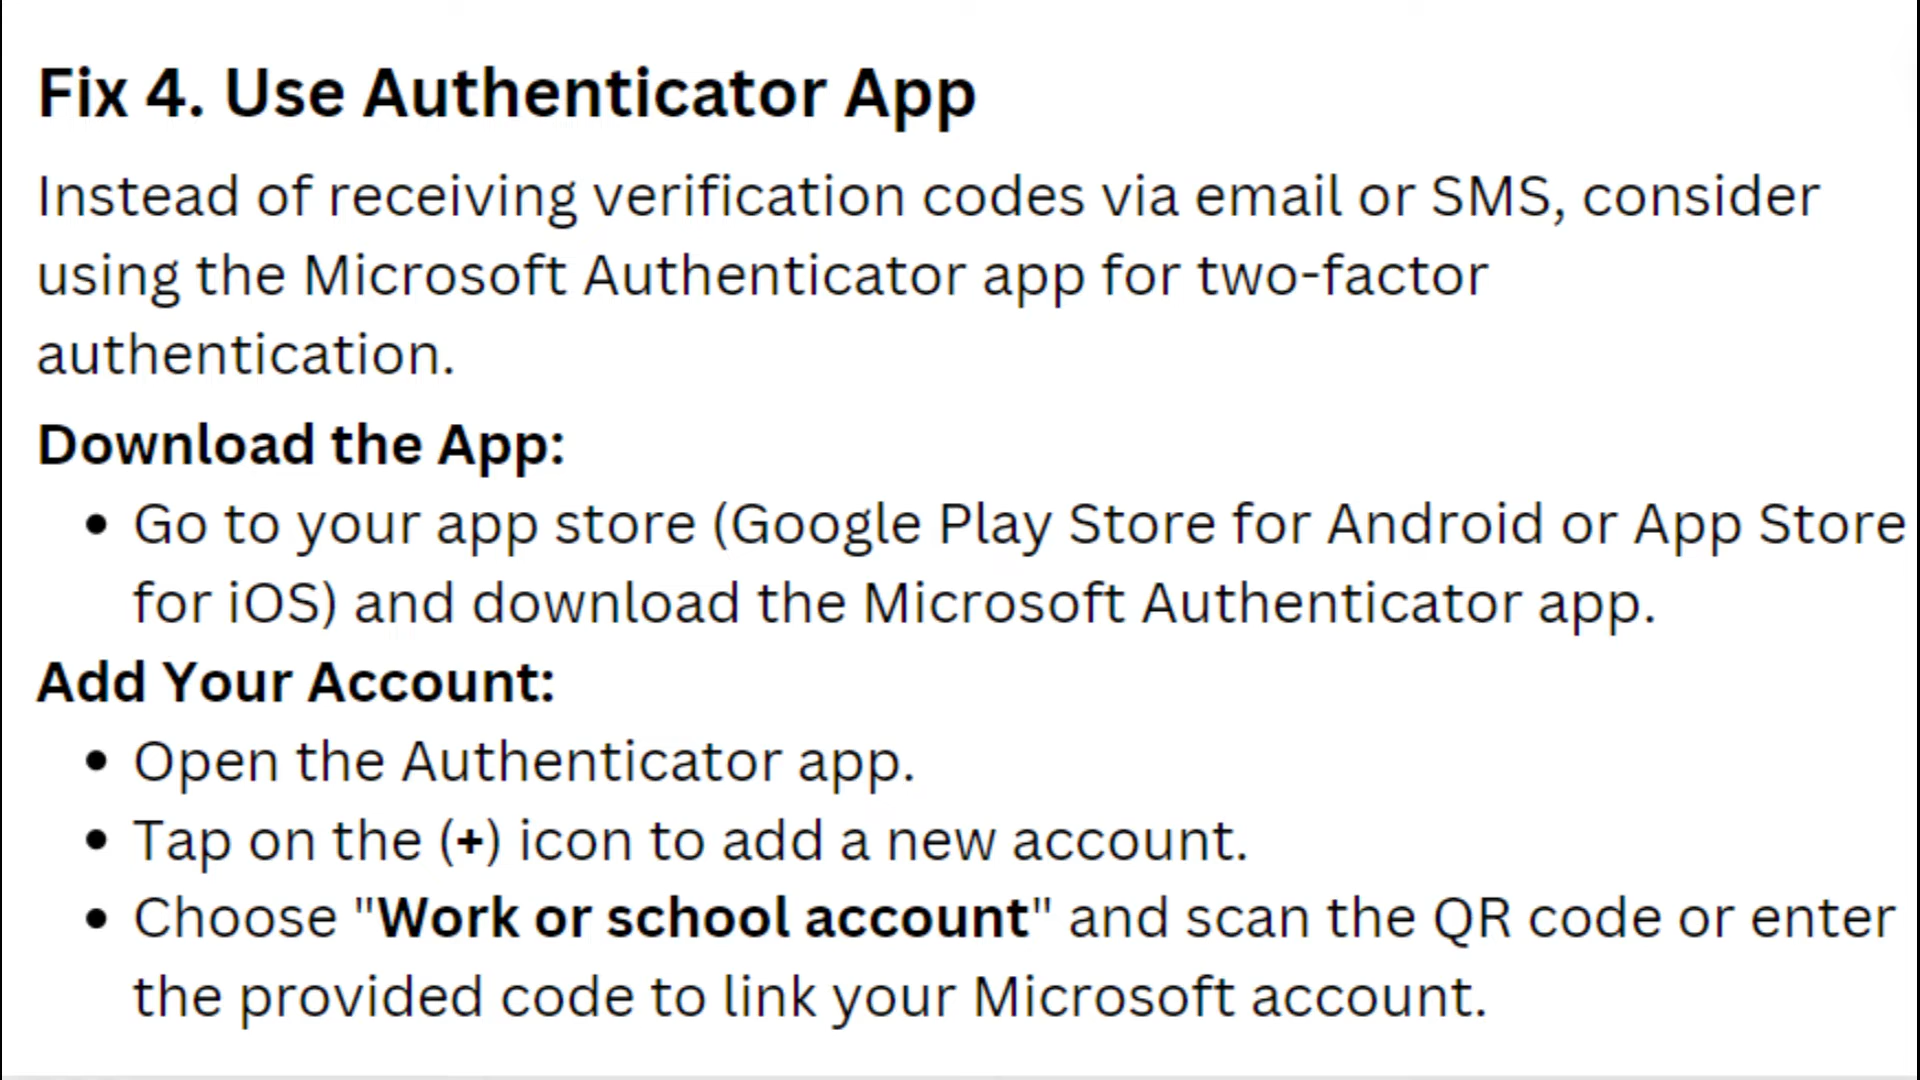 Fix 4. Use Authenticator App
Instead of receiving verification codes via email or SMS, consider
using the Microsoft Authenticator app for two-factor
authentication.
Download the App:
• Go to your app store (Google Play Store for Android or App Store
for iOS) and download the Microsoft Authenticator app.
Add Your Account:
• Open the Authenticator app.
• Tap on the (+) icon to add a new account.
• Choose "Work or school account" and scan the QR code or enter
the provided code to link your Microsoft account.